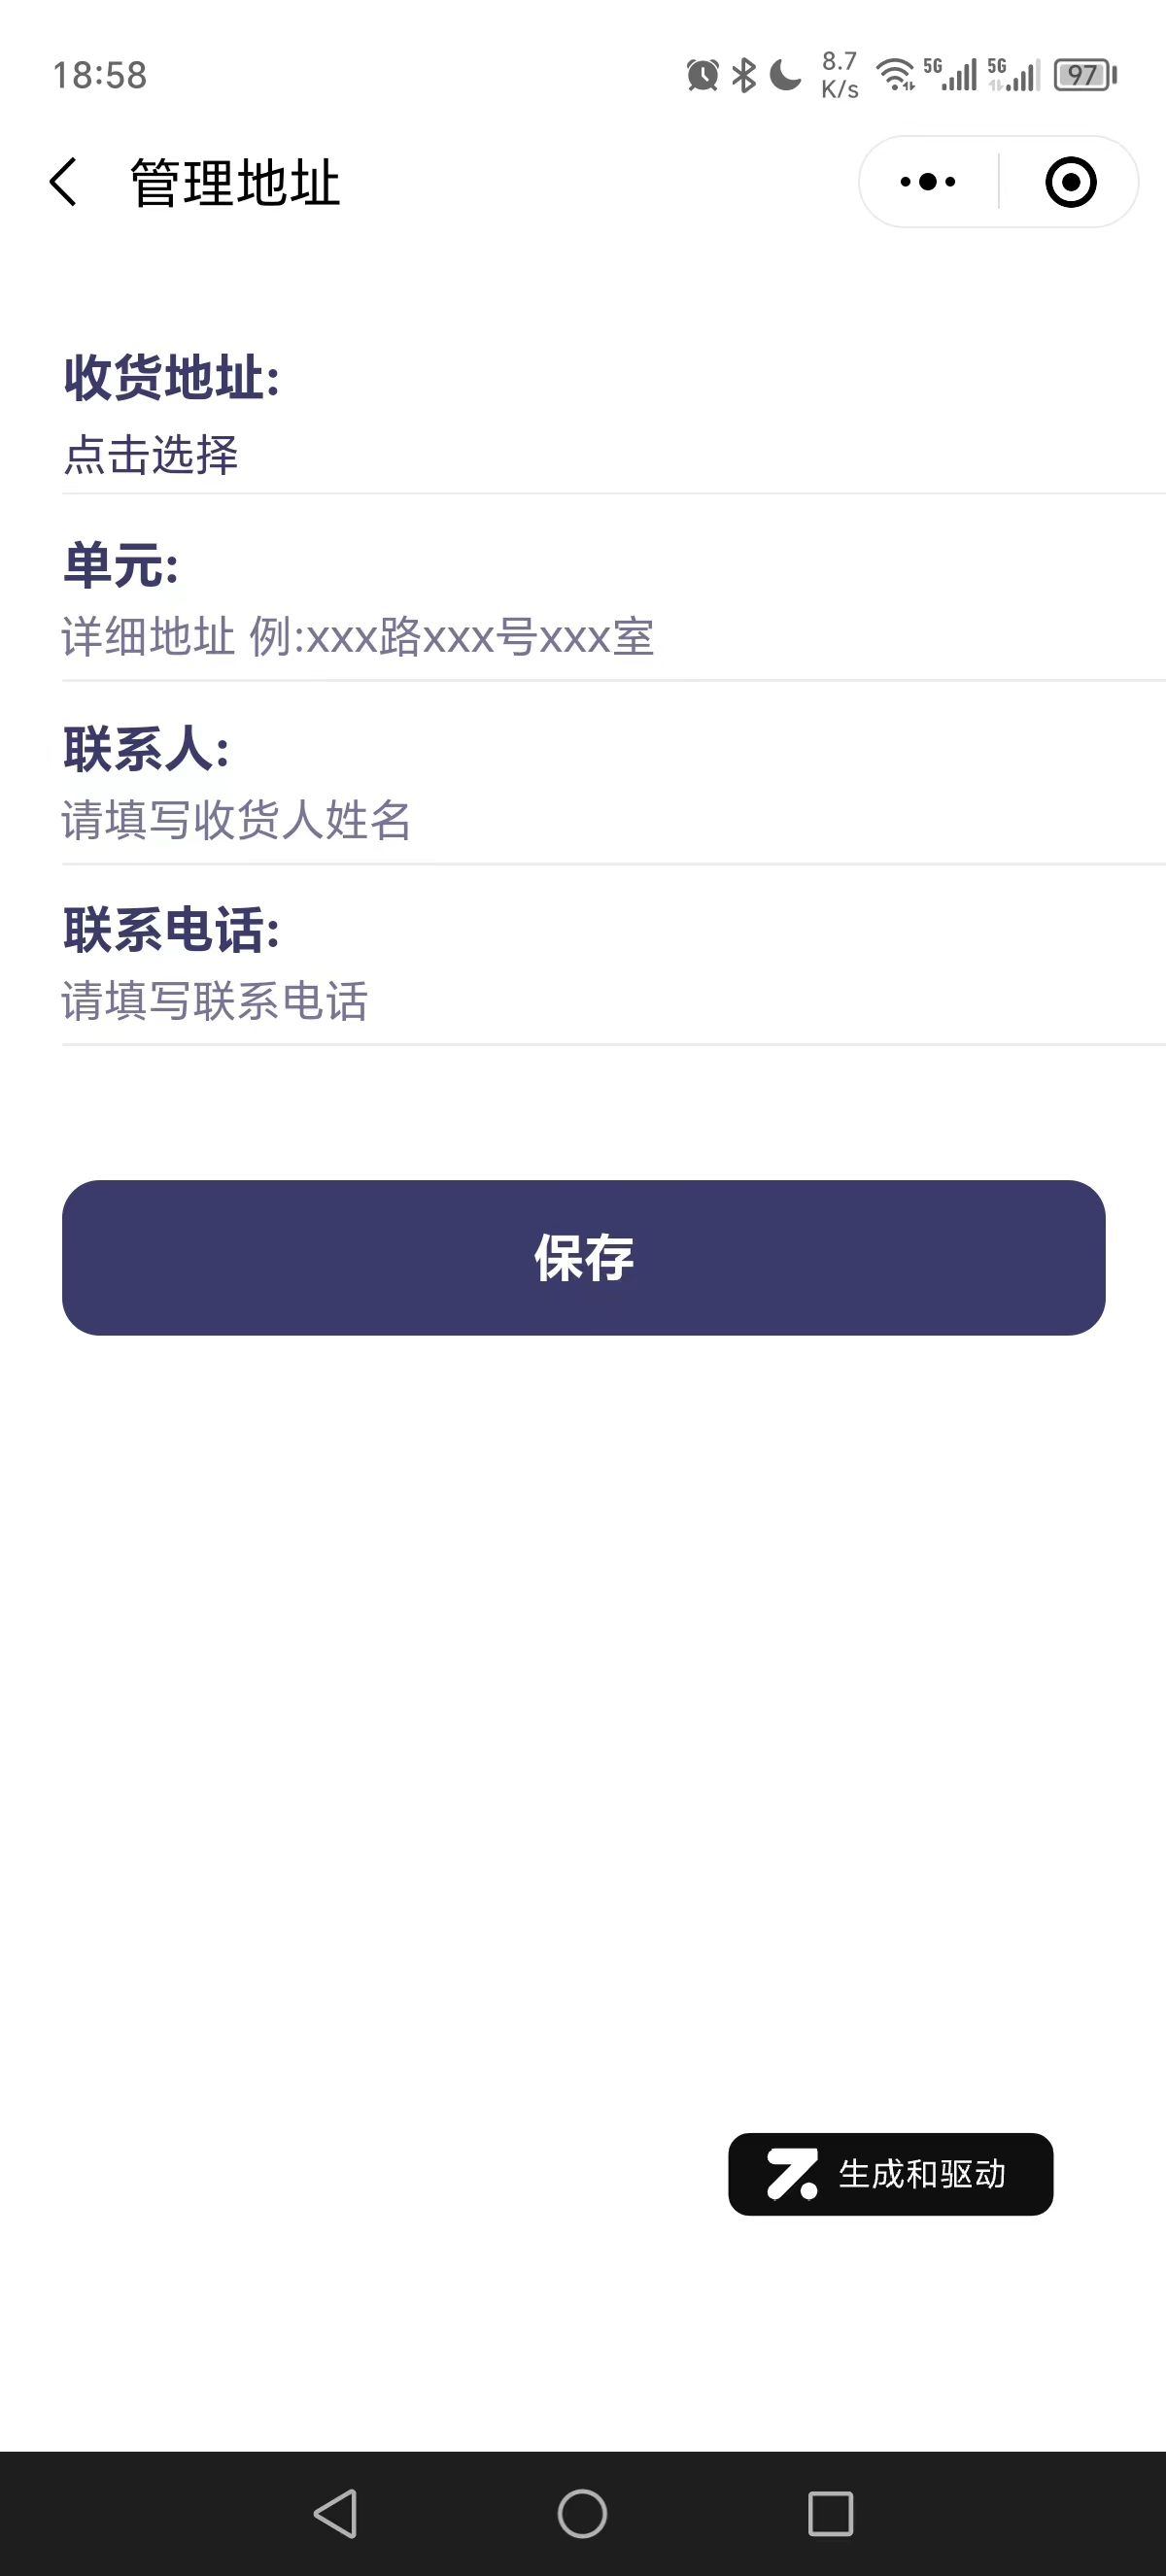 18:58
8.7
K/s
5G
5G
97
管理地址
收货地址:
点击选择
单元:
详细地址 例:xxx路xxx号xxx室
联系人:
请填写收货人姓名
联系电话:
请填写联系电话
保存
生成和驱动